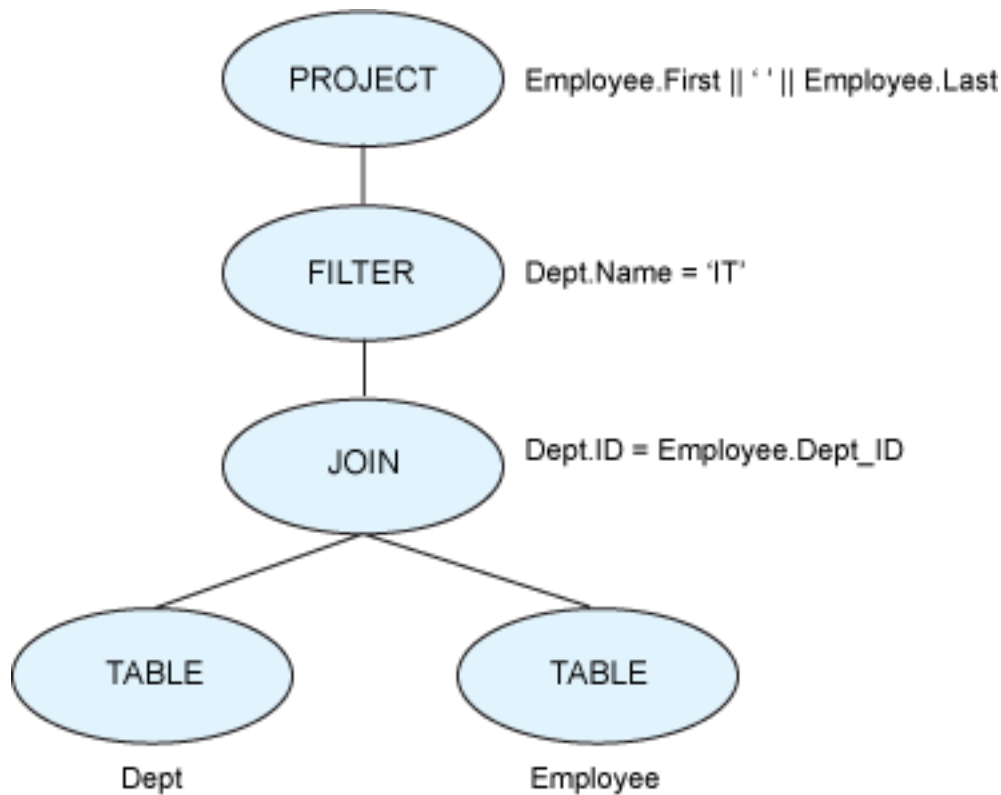 PROJECT Employee.First || ‘ ’ || Employee.Last
FILTER Dept.Name = ‘IT’
JOIN Dept.ID = Employee.Dept_ID
TABLE TABLE
Dept Employee